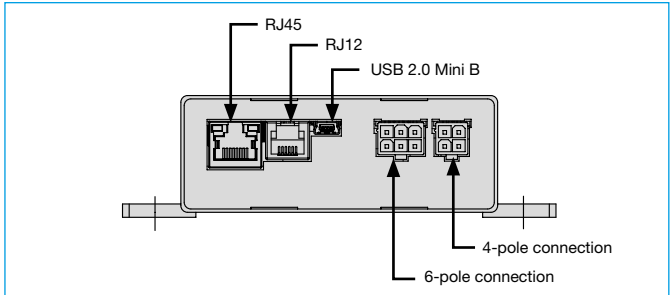 RJ45
RJ12
USB 2.0 Mini B
4-pole connection
6-pole connection